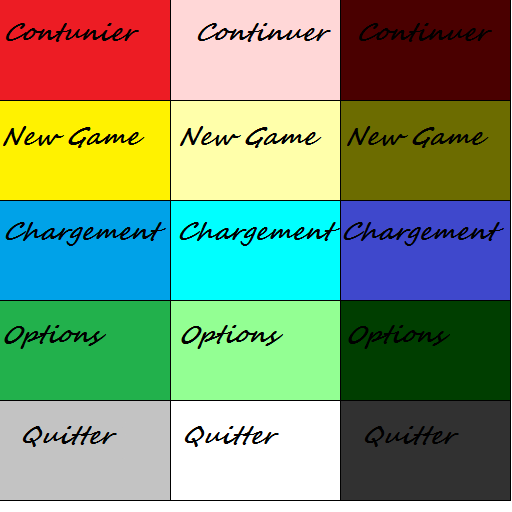 Contunier Continuer Continuer
New Game New Game New Game
Chargement Chargement Chargement
Options Options Options
Quitter Quitter Quitter